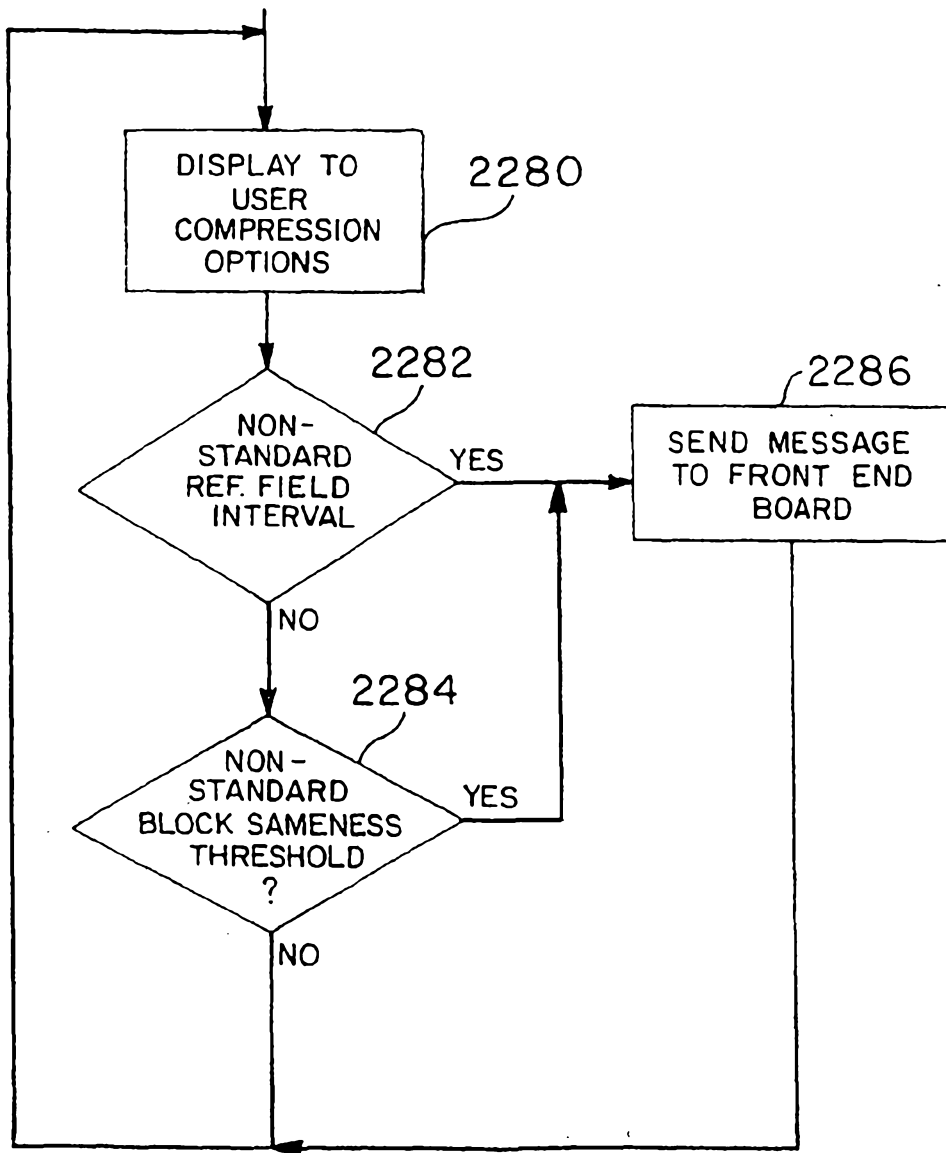 DISPLAY TO
USER
COMPRESSION
OPTIONS
2280
2282
NON-
STANDARD
REF. FIELD
INTERVAL
YES
NO
2286
SEND MESSAGE
TO FRONT END
BOARD
2284
NON-
STANDARD
BLOCK SAMENESS
THRESHOLD
?
YES
NO